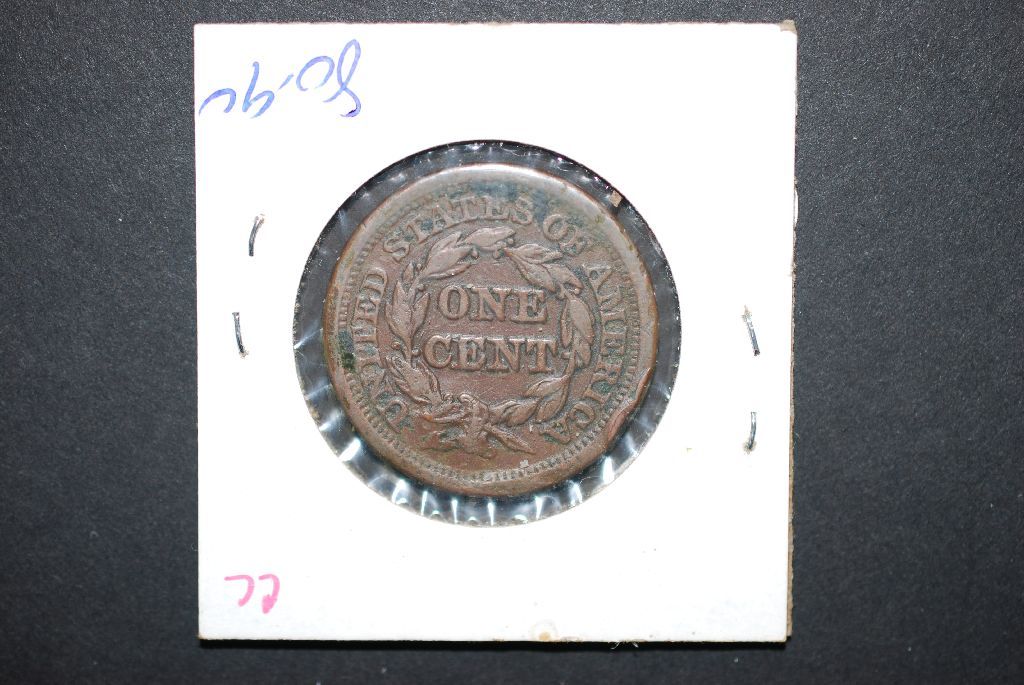 UNITED STATES OF AMERICA
ONE
CENT